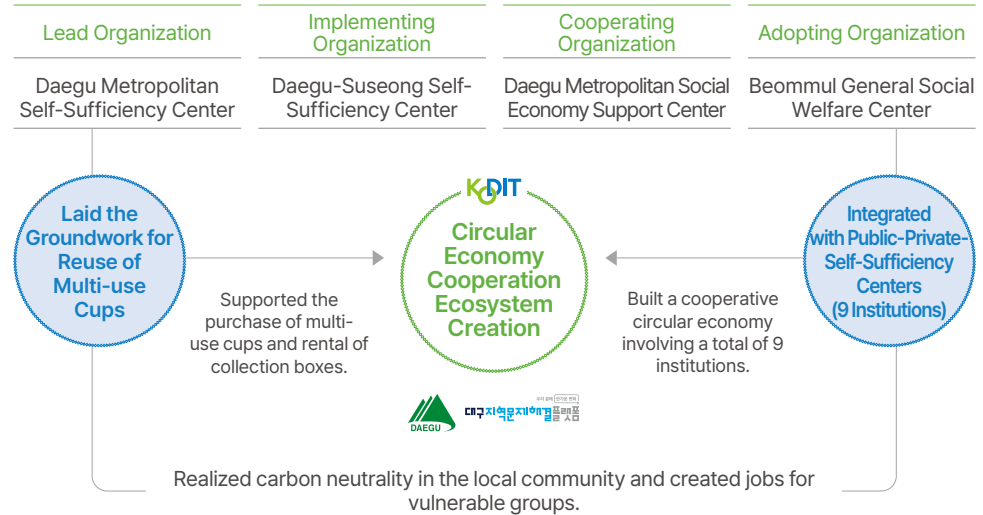 Lead Organization
Implementing
Organization
Cooperating
Organization
Adopting Organization
Daegu Metropolitan
Self-Sufficiency Center
Daegu-Suseong Self-
Sufficiency Center
Daegu Metropolitan Social
Economy Support Center
Beommul General Social
Welfare Center
Laid the
Groundwork for
Reuse of
Multi-use
Cups
Supported the
purchase of multi-
use cups and rental of
collection boxes.
KODIT
Circular
Economy
Cooperation
Ecosystem
Creation
Built a cooperative
circular economy
involving a total of 9
institutions.
Integrated
with Public-Private-
Self-Sufficiency
Centers
(9 Institutions)
DAEGU
대구지역문제해결플랫폼
Realized carbon neutrality in the local community and created jobs for
vulnerable groups.